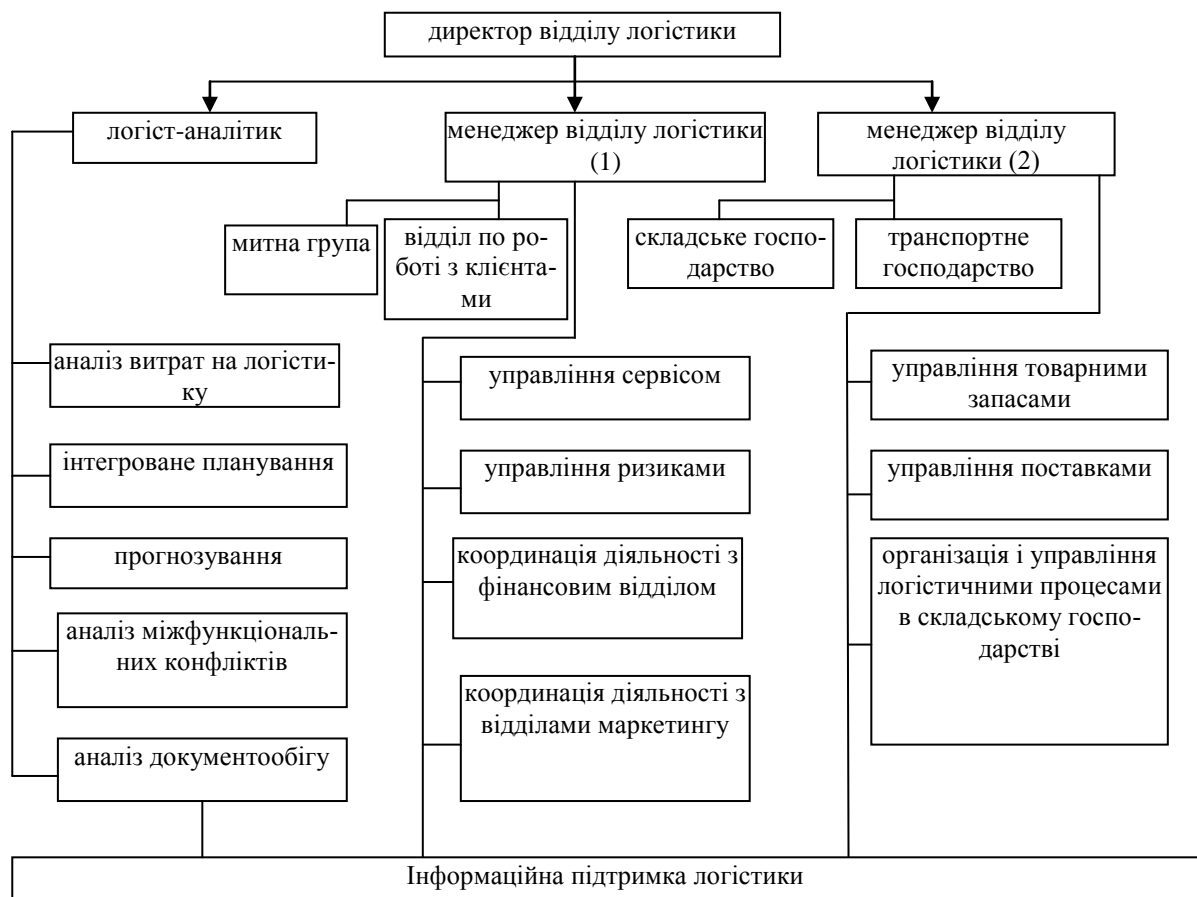 директор відділу логістики
логіст-аналітик
менеджер відділу логістики
(1)
менеджер відділу
логістики (2)
митна група
відділ по ро-
боті з клієнта-
ми
складське госпо-
дарство
транспортне
господарство
аналіз витрат на логісти-
ку
інтегроване планування
прогнозування
аналіз міжфункціональ-
них конфліктів
аналіз документообігу
управління сервісом
управління ризиками
координація діяльності з
фінансовим відділом
координація діяльності з
відділами маркетингу
управління товарними
запасами
управління поставками
організація і управління
логістичними процесами
в складському госпо-
дарстві
Інформаційна підтримка логістики